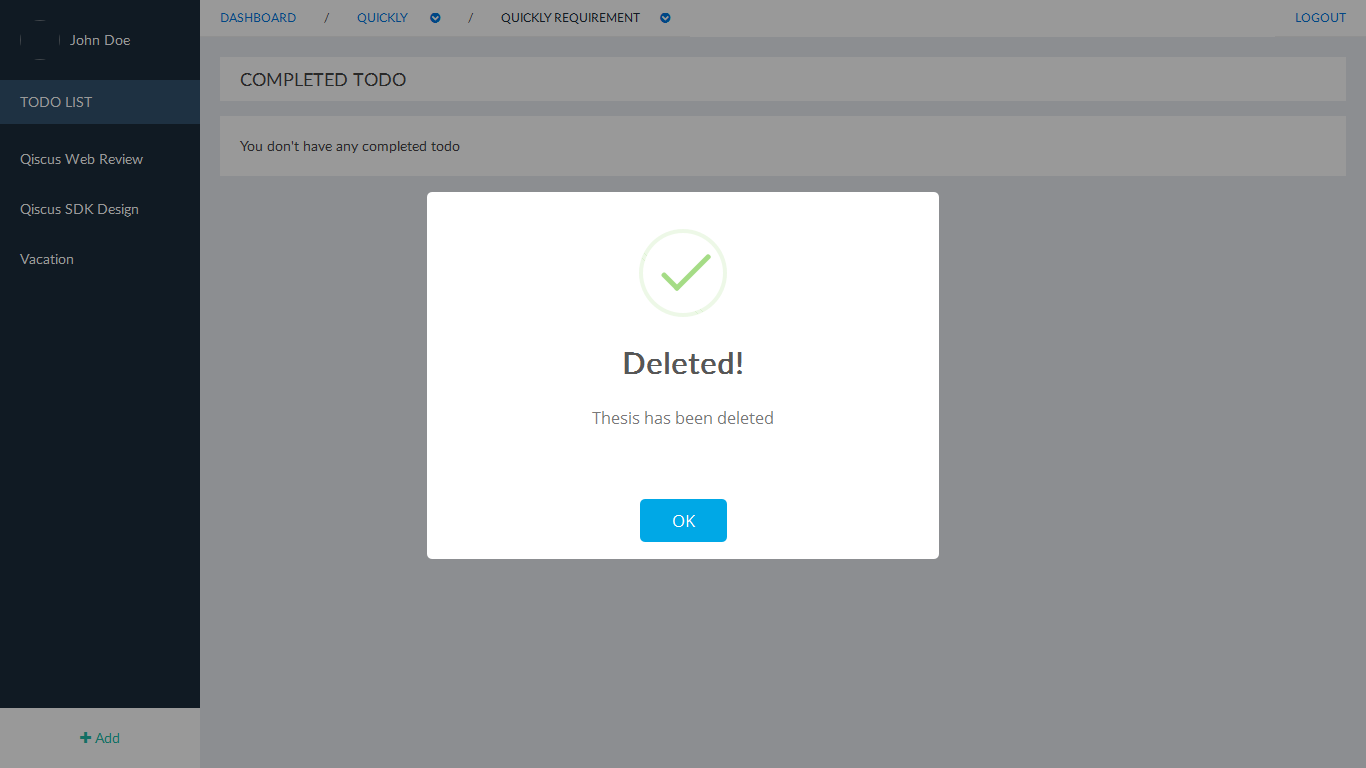 John Doe
TODO LIST
Qiscus Web Review
Qiscus SDK Design
Vacation
Add
DASHBOARD / QUICKLY / QUICKLY REQUIREMENT LOGOUT
COMPLETED TODO
You don't have any completed todo
Deleted!
Thesis has been deleted
OK